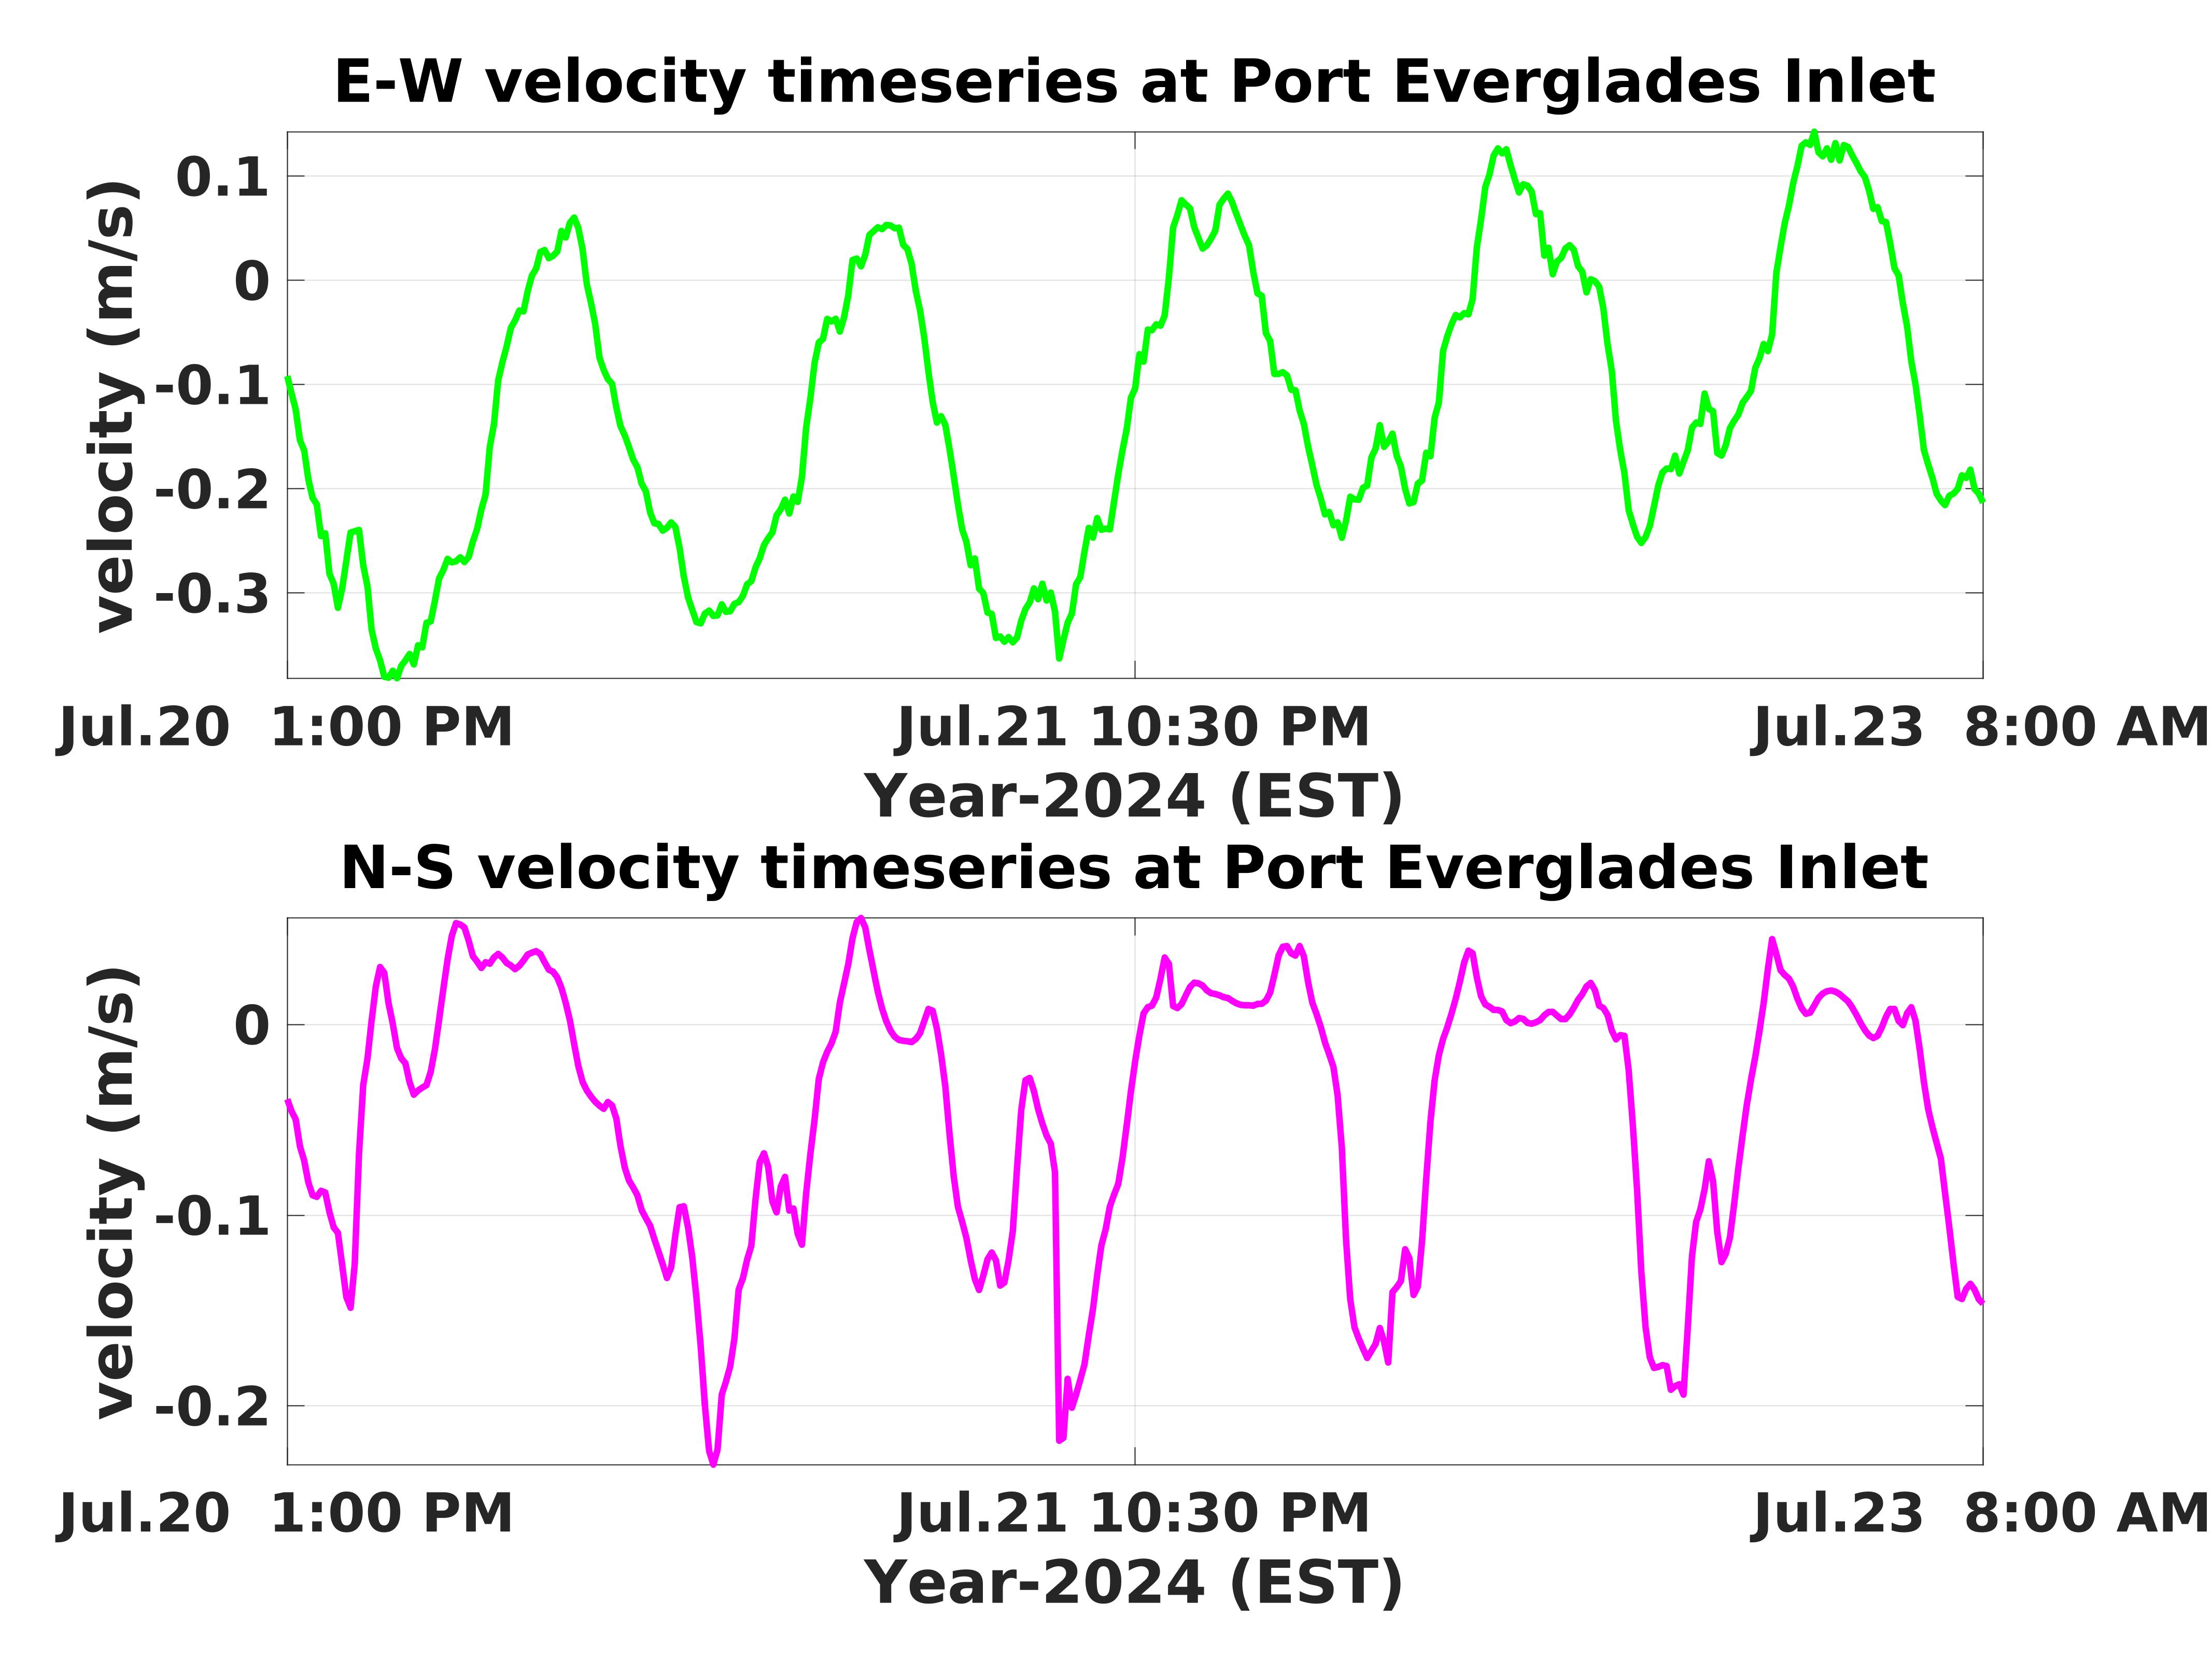 E-W velocity timeseries at Port Everglades Inlet
velocity (m/s)
0.1
0
-0.1
-0.2
-0.3
Jul.20 1:00 PM Jul.21 10:30 PM Jul.23 8:00 AM
Year-2024 (EST)
N-S velocity timeseries at Port Everglades Inlet
velocity (m/s)
0
-0.1
-0.2
Jul.20 1:00 PM Jul.21 10:30 PM Jul.23 8:00 AM
Year-2024 (EST)